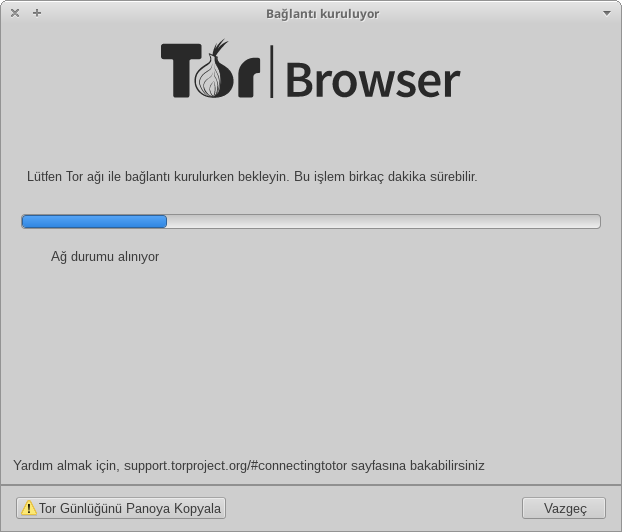 Bağlantı kuruluyor
Tor Browser
Lütfen Tor ağı ile bağlantı kurulurken bekleyin. Bu işlem birkaç dakika sürebilir.
Ağ durumu alınıyor
Yardım almak için, support.torproject.org/#connectingtotor sayfasına bakabilirsiniz
Tor Günlüğünü Panoya Kopyala
Vazgeç